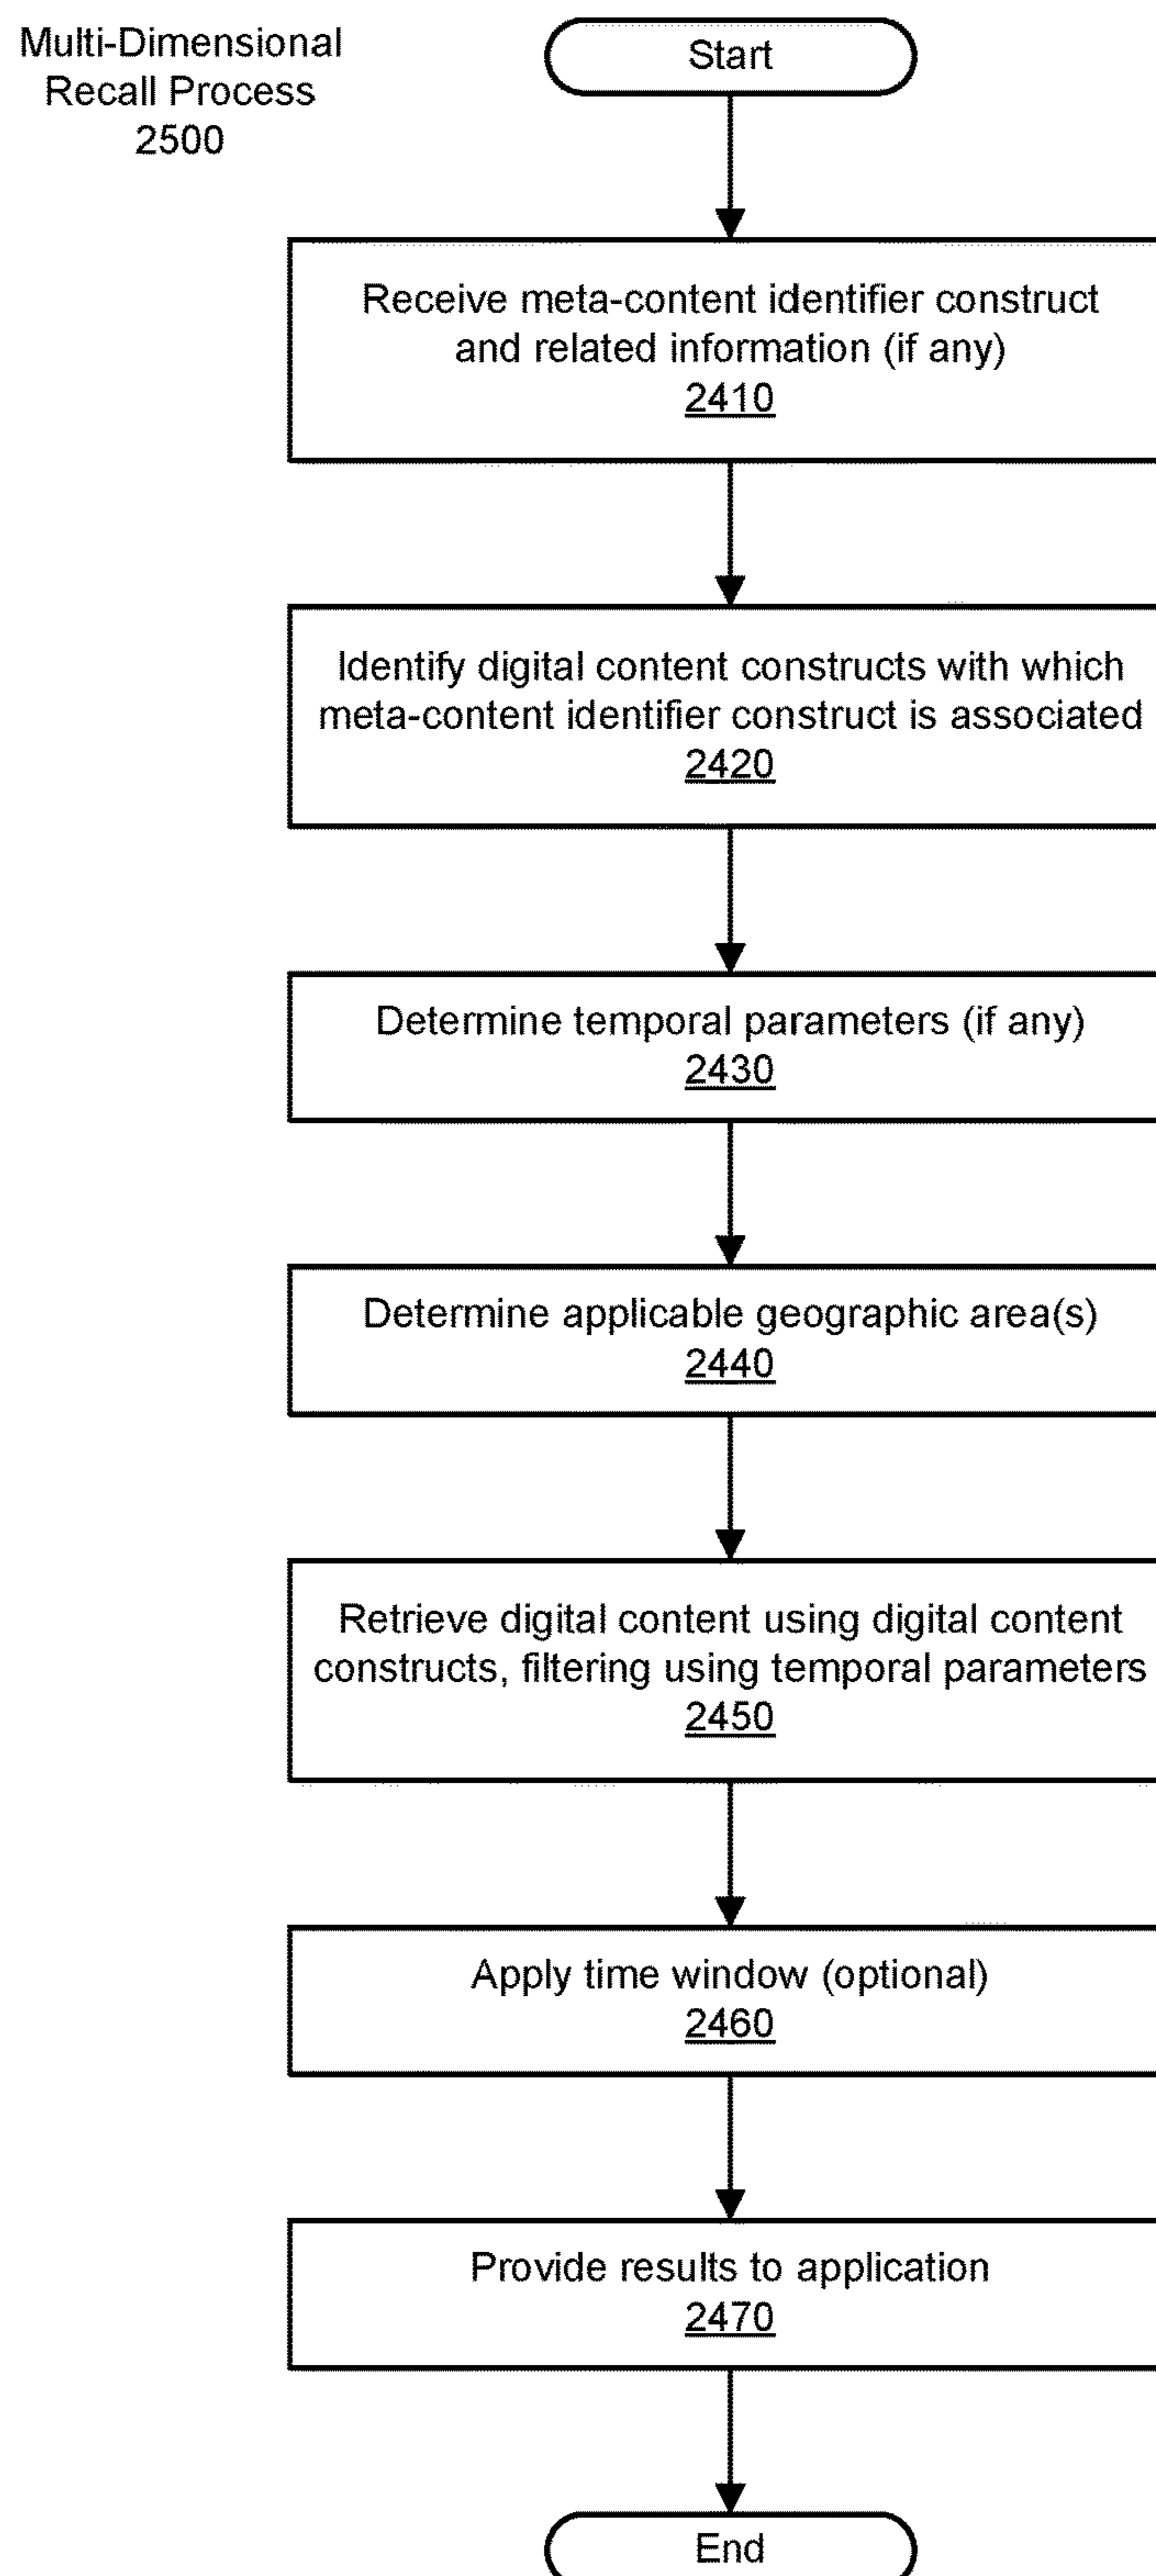 Multi-Dimensional
Recall Process
2500
Start
Receive meta-content identifier construct
and related information (if any)
2410
Identify digital content constructs with which
meta-content identifier construct is associated
2420
Determine temporal parameters (if any)
2430
Determine applicable geographic area(s)
2440
Retrieve digital content using digital content
constructs, filtering using temporal parameters
2450
Apply time window (optional)
2460
Provide results to application
2470
End